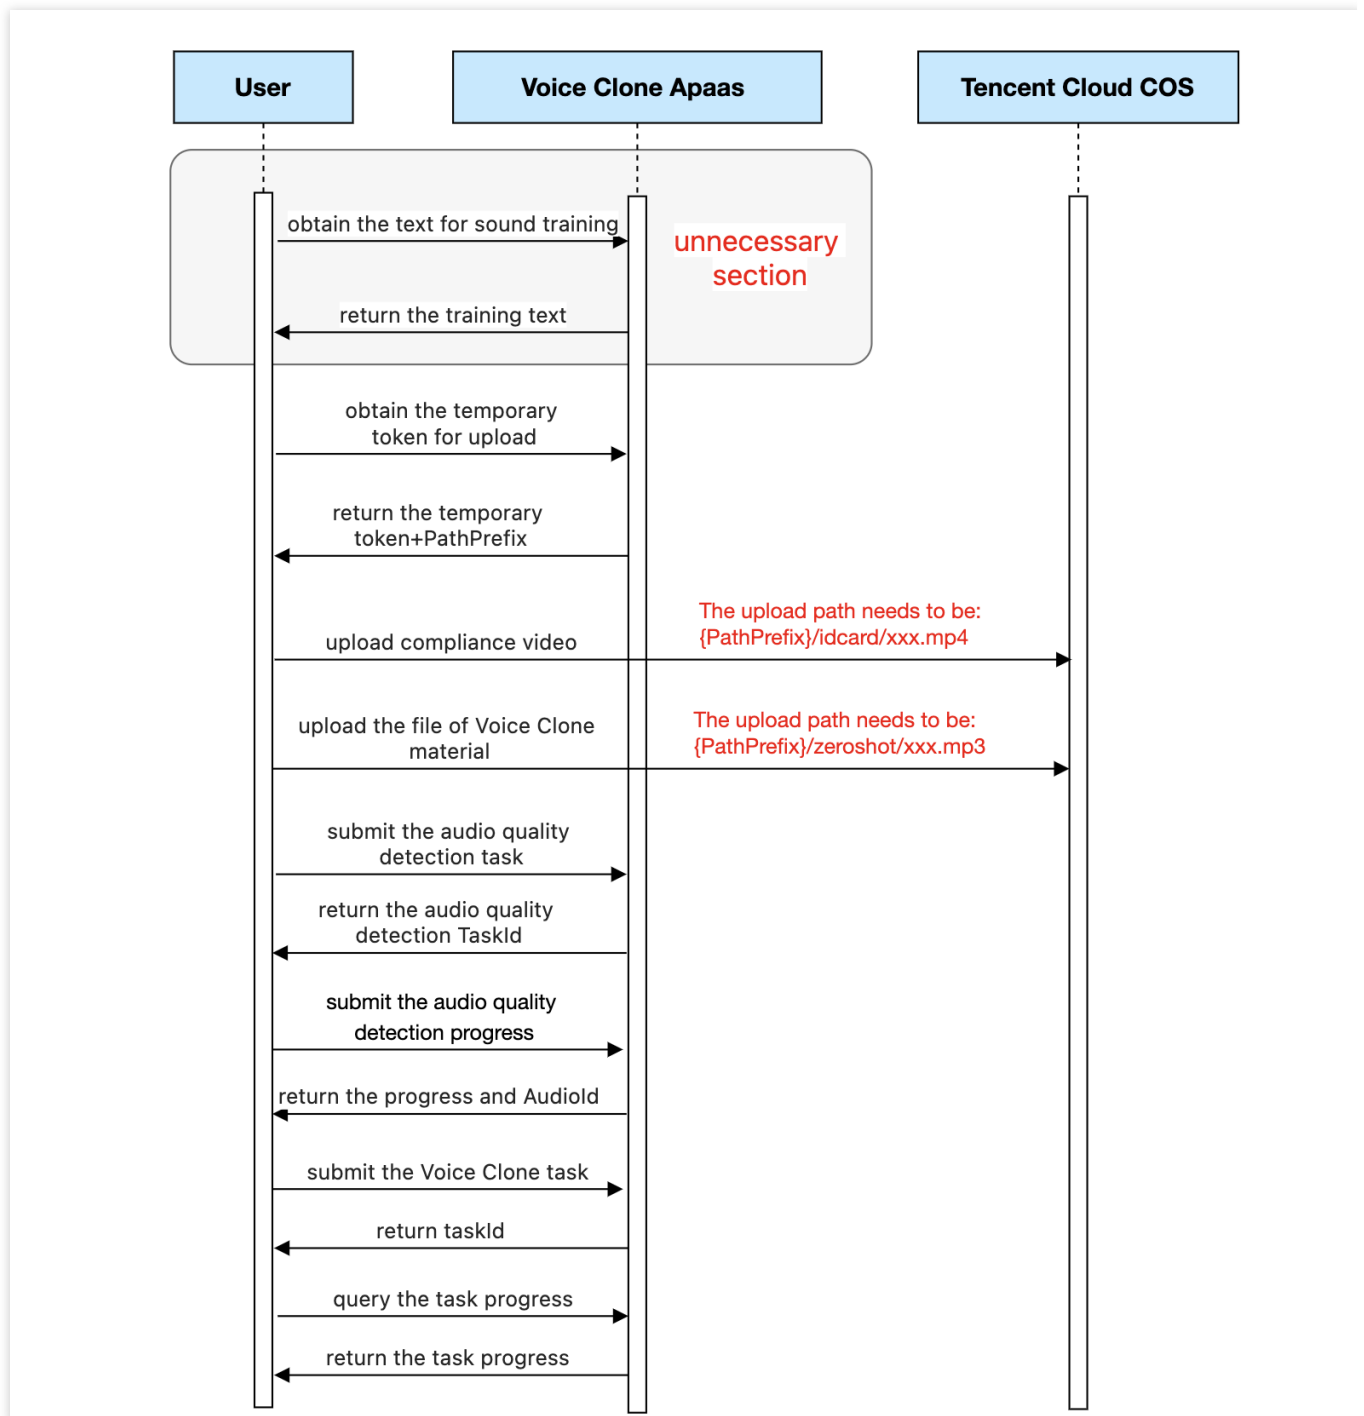 User
Voice Clone Apaas
Tencent Cloud COS
obtain the text for sound training
unnecessary
section
return the training text
obtain the temporary
token for upload
return the temporary
token+PathPrefix
The upload path needs to be:
{PathPrefix}/idcard/xxx.mp4
upload compliance video
The upload path needs to be:
{PathPrefix}/zeroshot/xxx.mp3
upload the file of Voice Clone
material
submit the audio quality
detection task
return the audio quality
detection TaskId
submit the audio quality
detection progress
return the progress and AudioId
submit the Voice Clone task
return taskId
query the task progress
return the task progress